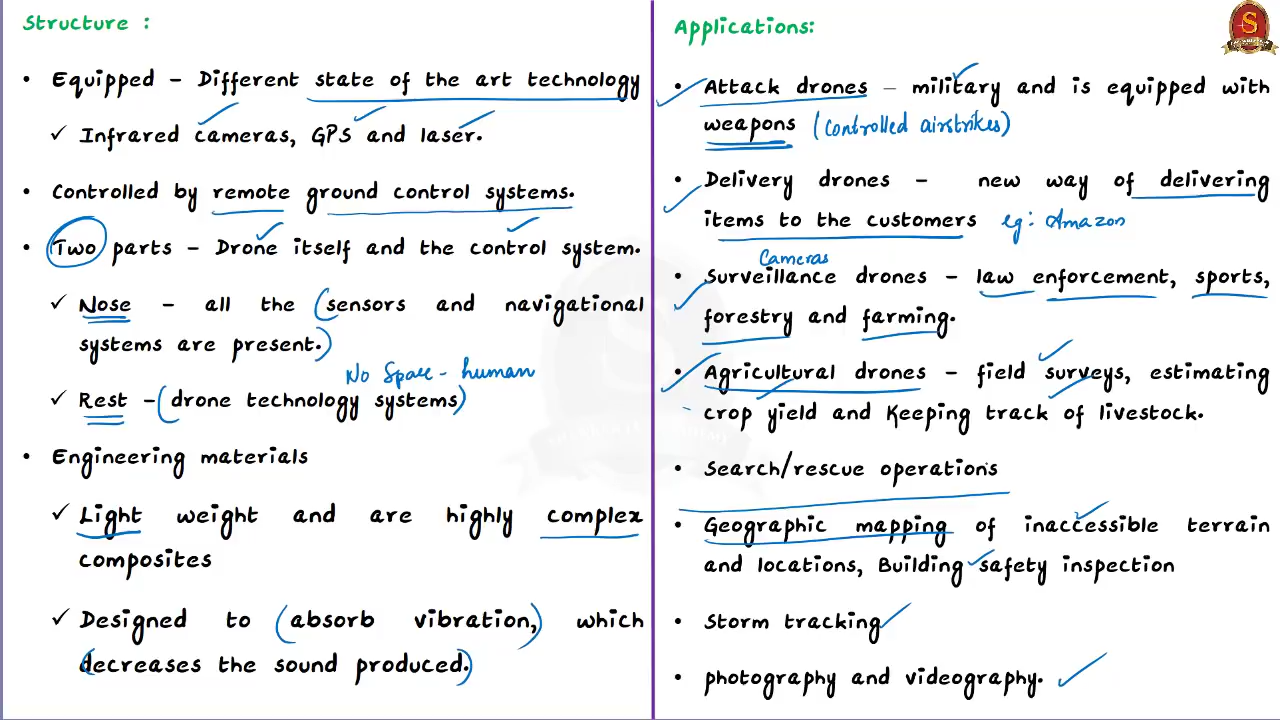 Structure :
• Equipped – Different state of the art technology
✓ Infrared cameras, GPS and laser.
• Controlled by remote ground control systems.
• Two parts – Drone itself and the control system.
✓ Nose – all the (sensors and navigational
systems are present.)
No Space - human
✓ Rest – (drone technology systems)
• Engineering materials
✓ Light weight and are highly complex
composites
✓ Designed to (absorb vibration,) which
(decreases the sound produced.)
Applications:
• Attack drones – military and is equipped with
weapons (controlled airstrikes)
• Delivery drones – new way of delivering
items to the customers eg: Amazon
Cameras
• Surveillance drones – law enforcement, sports,
forestry and farming.
• Agricultural drones – field surveys, estimating
crop yield and Keeping track of livestock.
• Search/rescue operations
• Geographic mapping of inaccessible terrain
and locations, Building safety inspection
• Storm tracking
• photography and videography.
S